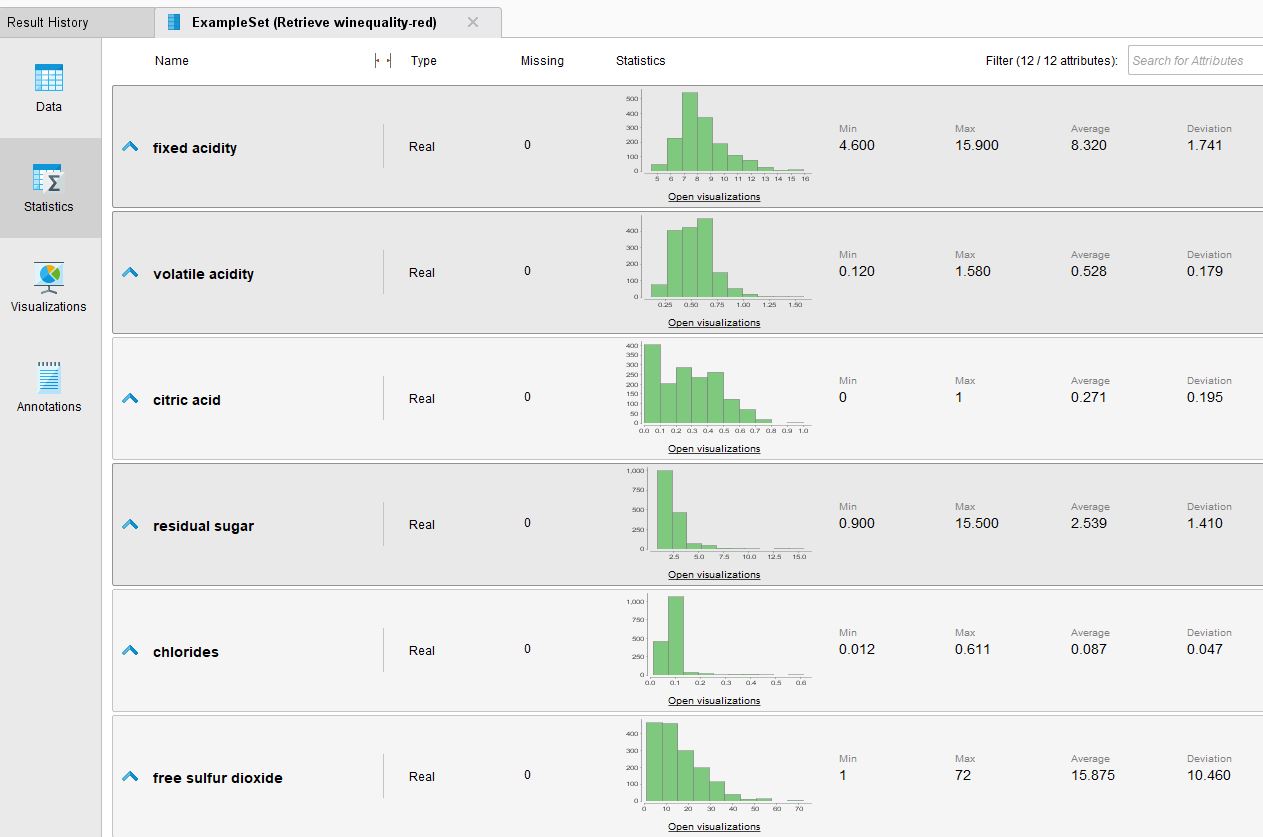 Result History
ExampleSet (Retrieve winequality-red)
Data
Statistics
Visualizations
Annotations
Name Type Missing Statistics Filter (12 / 12 attributes): Search for Attributes
fixed acidity Real 0
500
400
300
200
100
0
5 6 7 8 9 10 11 12 13 14 15 16
Open visualizations
Min Max Average Deviation
4.600 15.900 8.320 1.741
volatile acidity Real 0
400
300
200
100
0
0.25 0.50 0.75 1.00 1.25 1.50
Open visualizations
Min Max Average Deviation
0.120 1.580 0.528 0.179
citric acid Real 0
400
350
300
250
200
150
100
50
0
0.0 0.1 0.2 0.3 0.4 0.5 0.6 0.7 0.8 0.9 1.0
Open visualizations
Min Max Average Deviation
0 1 0.271 0.195
residual sugar Real 0
1,000
750
500
250
0
2.5 5.0 7.5 10.0 12.5 15.0
Open visualizations
Min Max Average Deviation
0.900 15.500 2.539 1.410
chlorides Real 0
1,000
750
500
250
0
0.0 0.1 0.2 0.3 0.4 0.5 0.6
Open visualizations
Min Max Average Deviation
0.012 0.611 0.087 0.047
free sulfur dioxide Real 0
400
300
200
100
0
0 10 20 30 40 50 60 70
Open visualizations
Min Max Average Deviation
1 72 15.875 10.460